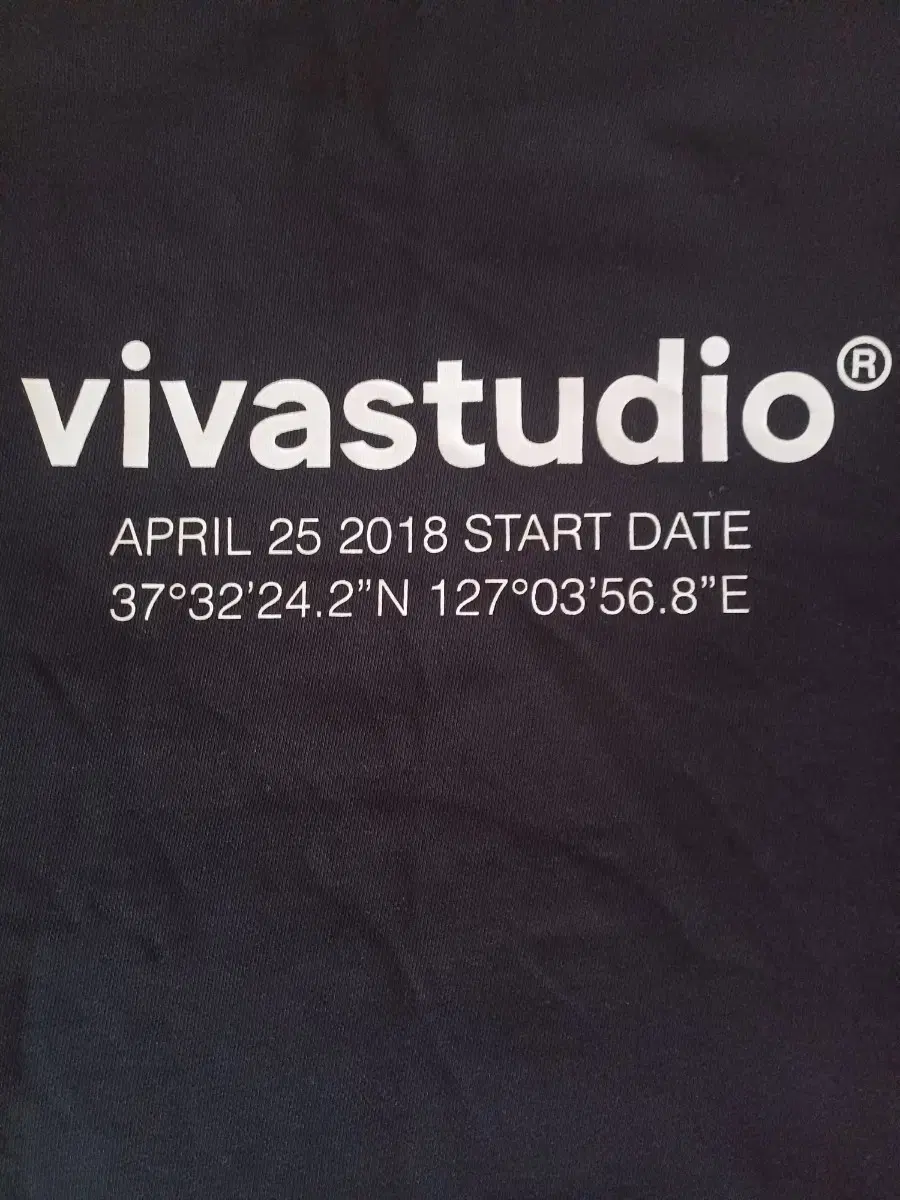 vivastudio®
APRIL 25 2018 START DATE
37°32’24.2”N 127°03’56.8”E